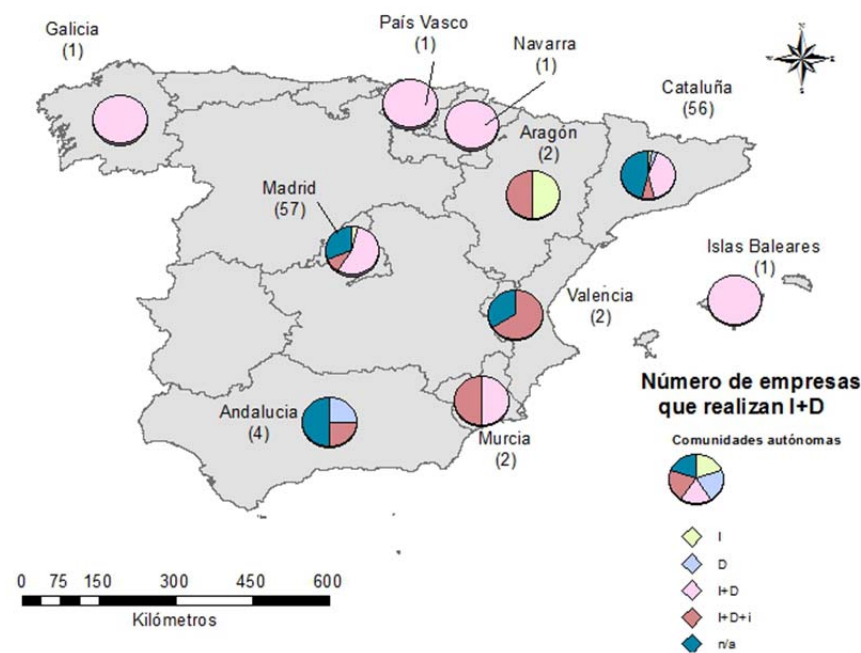 Galicia
(1)
País Vasco
(1)
Navarra
(1)
Cataluña
(56)
Aragón
(2)
Madrid
(57)
Islas Baleares
(1)
Valencia
(2)
Andalucia
(4)
Murcia
(2)
Número de empresas
que realizan I+D
Comunidades autónomas
I
D
I+D
I+D+i
n/a
0 75 150 300 450 600
Kilómetros